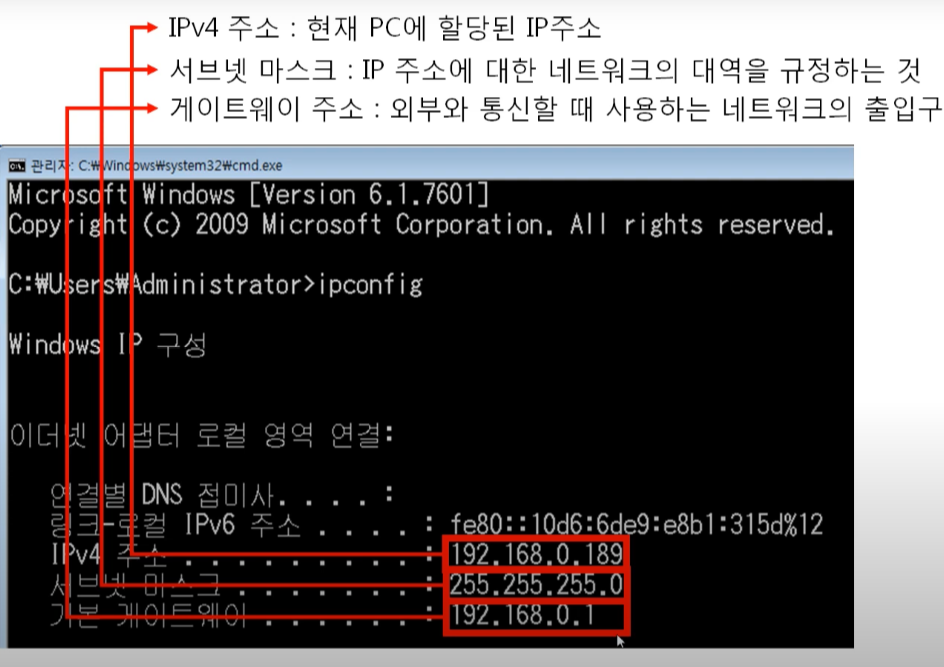 IPv4 주소 : 현재 PC에 할당된 IP주소
서브넷 마스크 : IP 주소에 대한 네트워크의 대역을 규정하는 것
게이트웨이 주소 : 외부와 통신할 때 사용하는 네트워크의 출입구
관리자: C:₩Windows₩system32₩cmd.exe
Microsoft Windows [Version 6.1.7601]
Copyright (c) 2009 Microsoft Corporation. All rights reserved.
C:₩Users₩Administrator>ipconfig
Windows IP 구성
이더넷 어댑터 로컬 영역 연결:
연결별 DNS 접미사. . . . :
링크-로컬 IPv6 주소 . . . . : fe80::10d6:6de9:e8b1:315d%12
IPv4 주소 . . . . . . . . . : 192.168.0.189
서브넷 마스크 . . . . . . . : 255.255.255.0
기본 게이트웨이 . . . . . . : 192.168.0.1